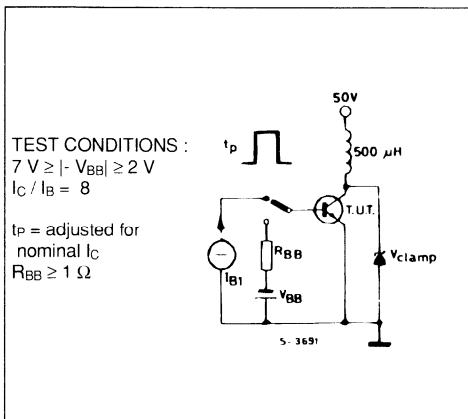 TEST CONDITIONS :
7 V ≥ |- VBB| ≥ 2 V
IC / IB = 8
tP = adjusted for
nominal IC
RBB ≥ 1 Ω
tp
50V
500 µH
T.U.T.
RBB
IB1
VBB
Vclamp
S-3691